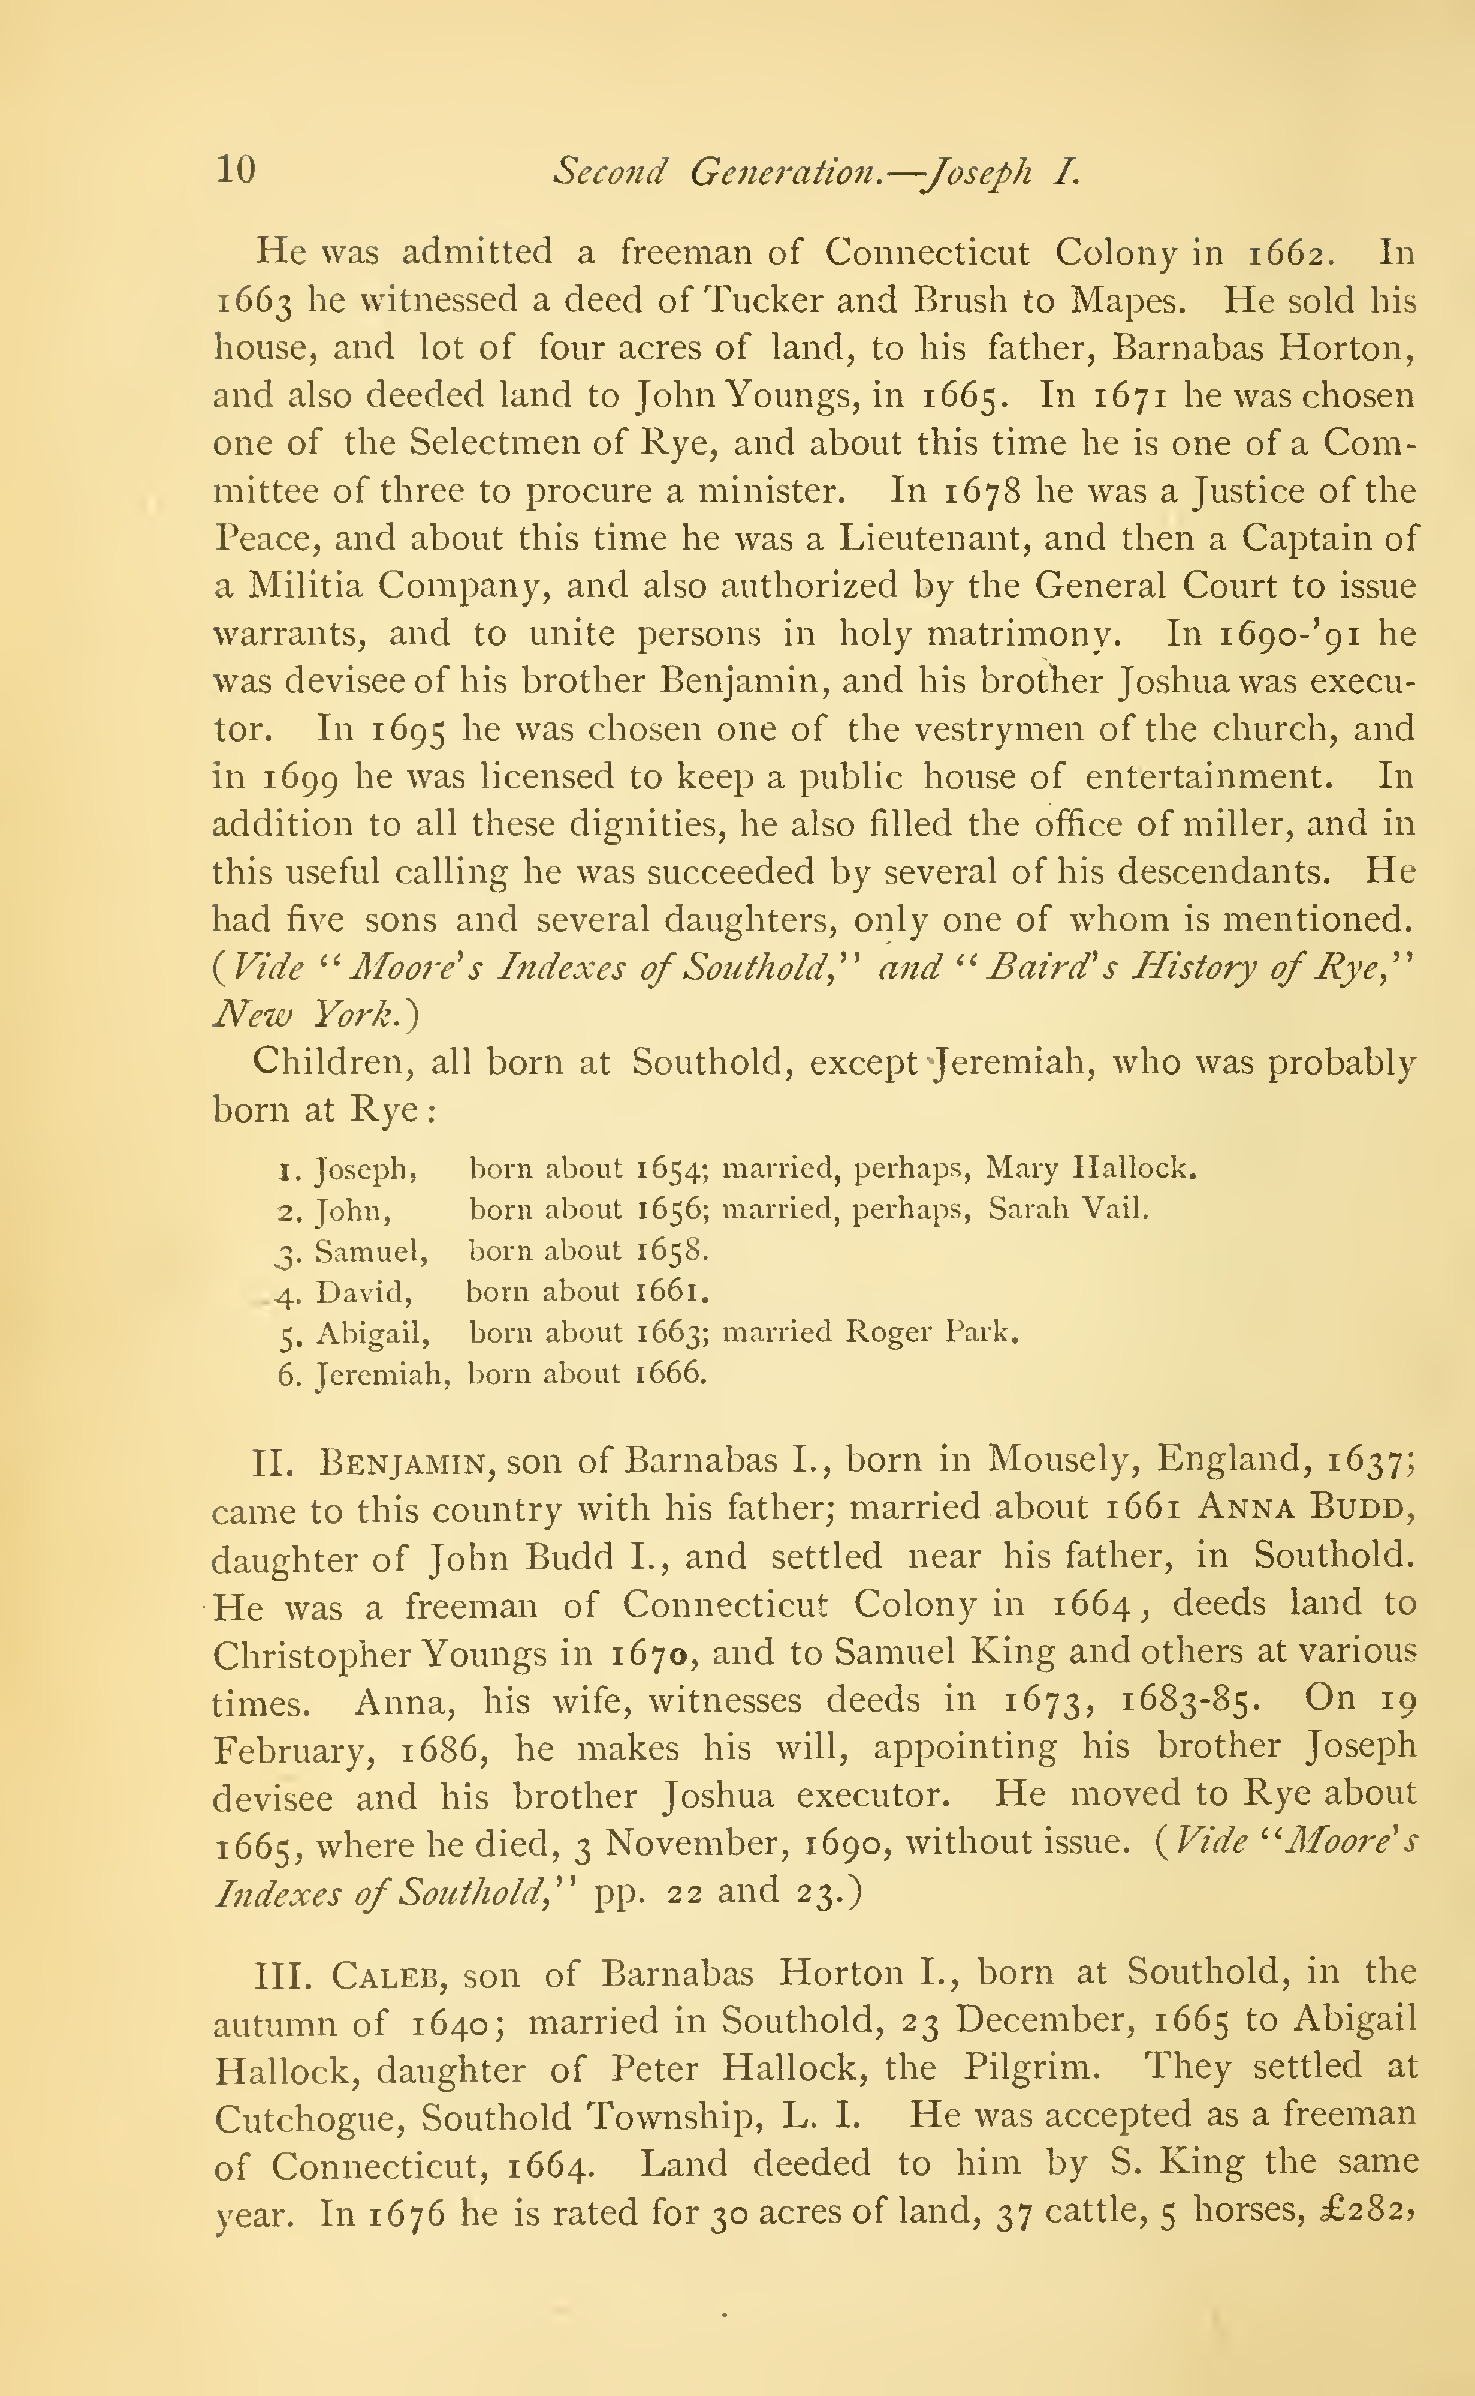 10 Second Generation.—Joseph I.
He was admitted a freeman of Connecticut Colony in 1662. In
1663 he witnessed a deed of Tucker and Brush to Mapes. He sold his
house, and lot of four acres of land, to his father, Barnabas Horton,
and also deeded land to John Youngs, in 1665. In 1671 he was chosen
one of the Selectmen of Rye, and about this time he is one of a Com-
mittee of three to procure a minister. In 1678 he was a Justice of the
Peace, and about this time he was a Lieutenant, and then a Captain of
a Militia Company, and also authorized by the General Court to issue
warrants, and to unite persons in holy matrimony. In 1690-'91 he
was devisee of his brother Benjamin, and his brother Joshua was execu-
tor. In 1695 he was chosen one of the vestrymen of the church, and
in 1699 he was licensed to keep a public house of entertainment. In
addition to all these dignities, he also filled the office of miller, and in
this useful calling he was succeeded by several of his descendants. He
had five sons and several daughters, only one of whom is mentioned.
(Vide "Moore's Indexes of Southold," and "Baird's History of Rye,"
New York.)
Children, all born at Southold, except Jeremiah, who was probably
born at Rye:
1. Joseph, born about 1654; married, perhaps, Mary Hallock.
2. John, born about 1656; married, perhaps, Sarah Vail.
3. Samuel, born about 1658.
4. David, born about 1661.
5. Abigail, born about 1663; married Roger Park.
6. Jeremiah, born about 1666.
II. BENJAMIN, son of Barnabas I., born in Mousely, England, 1637;
came to this country with his father; married about 1661 ANNA BUDD,
daughter of John Budd I., and settled near his father, in Southold.
He was a freeman of Connecticut Colony in 1664, deeds land to
Christopher Youngs in 1670, and to Samuel King and others at various
times. Anna, his wife, witnesses deeds in 1673, 1683-85. On 19
February, 1686, he makes his will, appointing his brother Joseph
devisee and his brother Joshua executor. He moved to Rye about
1665, where he died, 3 November, 1690, without issue. (Vide "Moore's
Indexes of Southold," pp. 22 and 23.)
III. CALEB, son of Barnabas Horton I., born at Southold, in the
autumn of 1640; married in Southold, 23 December, 1665 to Abigail
Hallock, daughter of Peter Hallock, the Pilgrim. They settled at
Cutchogue, Southold Township, L. I. He was accepted as a freeman
of Connecticut, 1664. Land deeded to him by S. King the same
year. In 1676 he is rated for 30 acres of land, 37 cattle, 5 horses, £282,